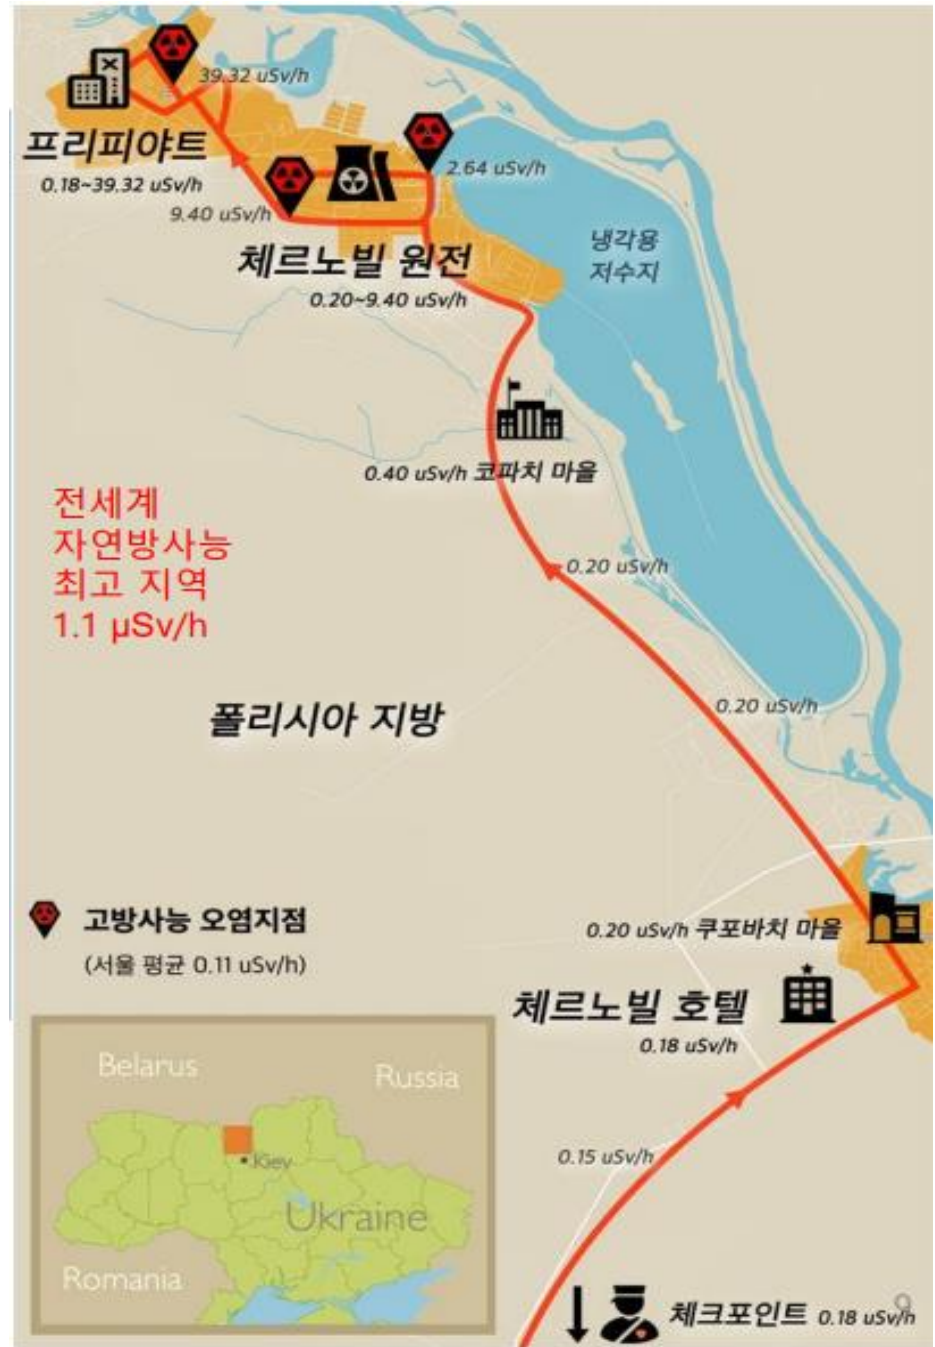 39.32 uSv/h
프리피야트
0.18~39.32 uSv/h
2.64 uSv/h
9.40 uSv/h
체르노빌 원전
0.20~9.40 uSv/h
냉각용
저수지
0.40 uSv/h 코파치 마을
전세계
자연방사능
최고 지역
1.1 μSv/h
0.20 uSv/h
0.20 uSv/h
폴리시아 지방
고방사능 오염지점
(서울 평균 0.11 uSv/h)
0.20 uSv/h 쿠포바치 마을
체르노빌 호텔
0.18 uSv/h
0.15 uSv/h
Belarus
Russia
Kiev
Ukraine
Romania
체크포인트 0.18 uSv/h
9